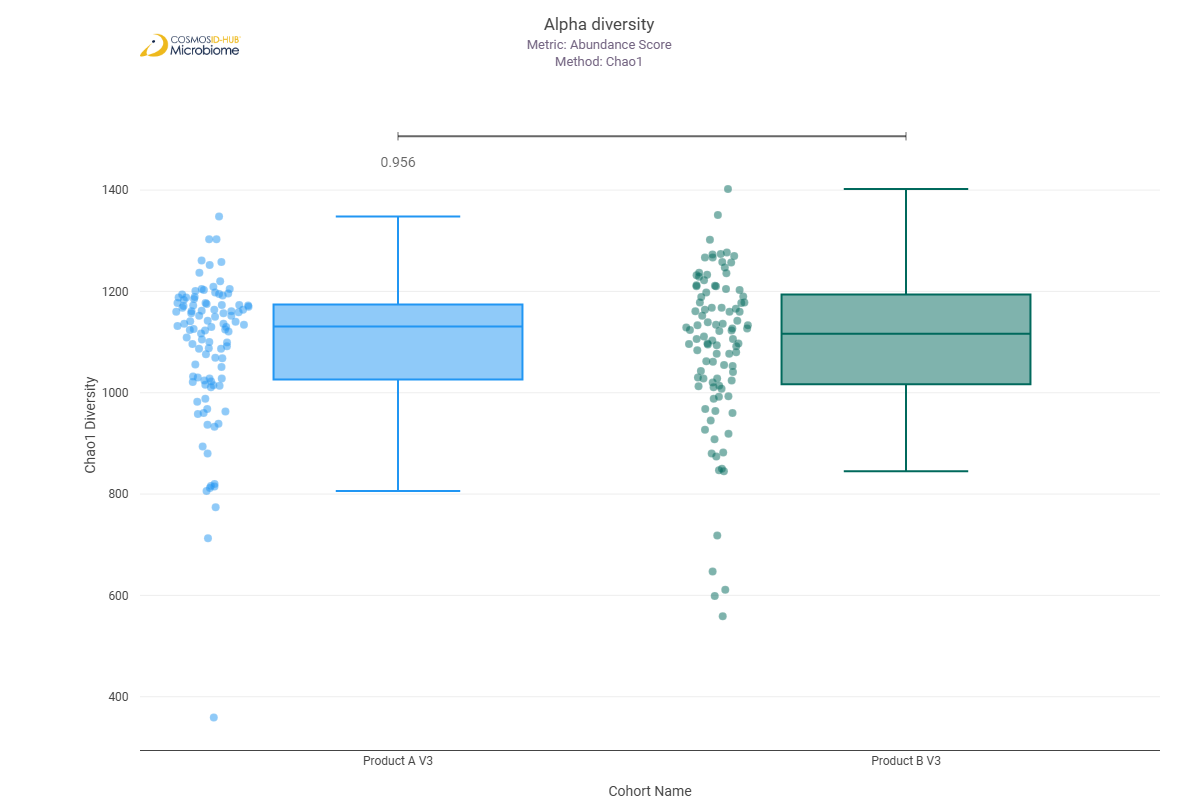 Alpha diversity
Metric: Abundance Score
Method: Chao1
COSMOSID-HUB
Microbiome
0.956
1400
1200
1000
800
600
400
Chao1 Diversity
Product A V3
Product B V3
Cohort Name